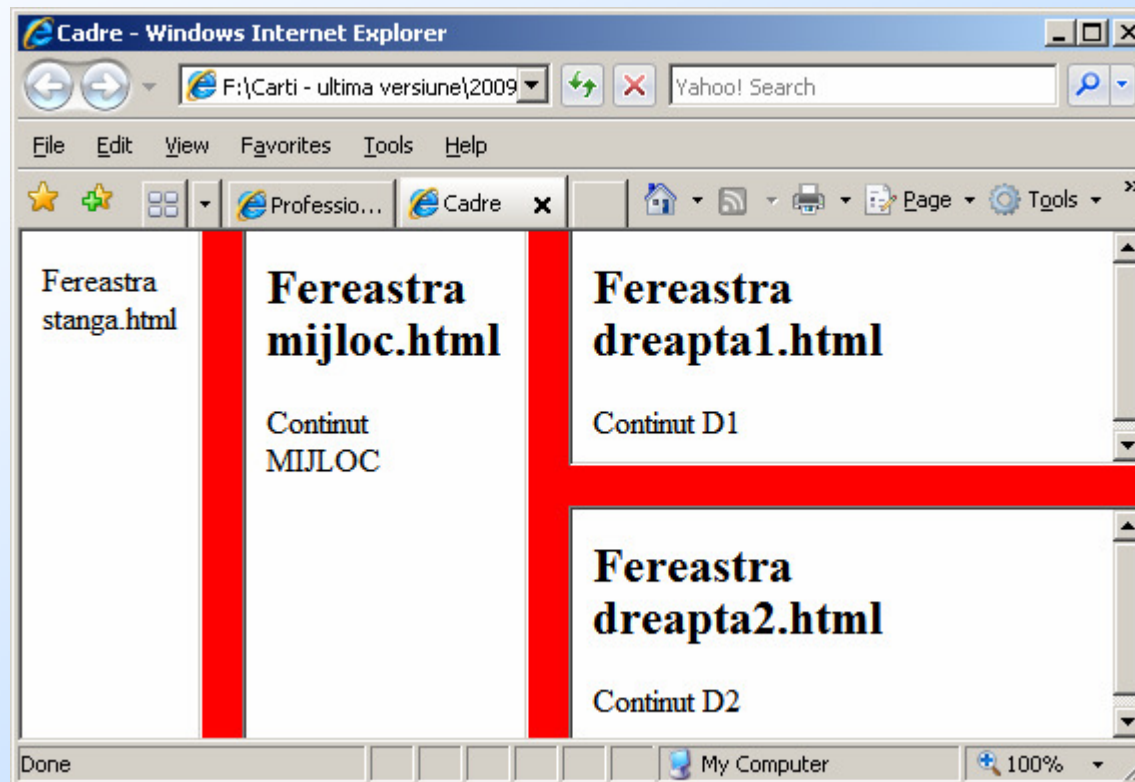 Cadre - Windows Internet Explorer
F:\Carti - ultima versiune\2009
Yahoo! Search
File Edit View Favorites Tools Help
Professio... Cadre Page Tools
Fereastra
stanga.html
Fereastra
mijloc.html
Continut
MIJLOC
Fereastra
dreapta1.html
Continut D1
Fereastra
dreapta2.html
Continut D2
Done My Computer 100%